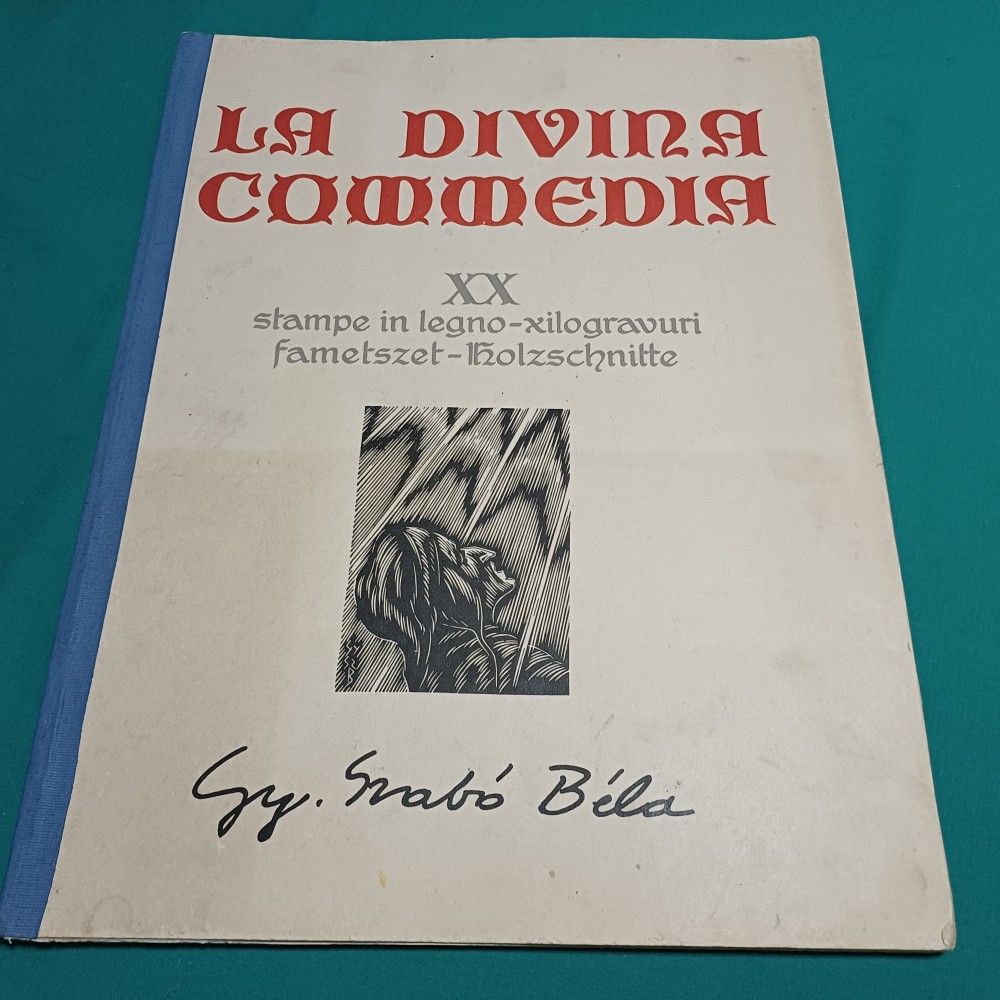 LA DIVINA
COMMEDIA
XX
stampe in legno-xilogravuri
fametszet-Holzschnitte
Gy. Szabó Béla